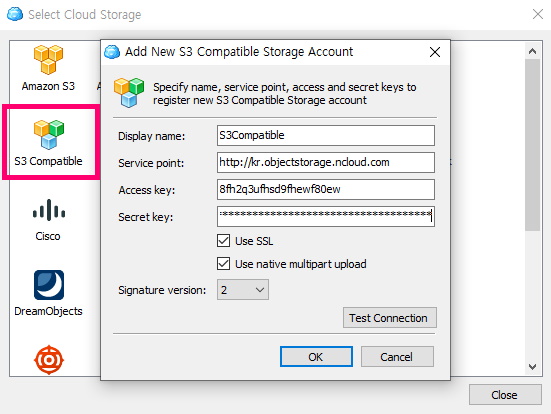 Select Cloud Storage
Amazon S3
S3 Compatible
Cisco
DreamObjects
Add New S3 Compatible Storage Account
Specify name, service point, access and secret keys to
register new S3 Compatible Storage account
Display name: S3Compatible
Service point: http://kr.objectstorage.ncloud.com
Access key: 8fh2q3ufhsd9fhewf80ew
Secret key: ************************************
Use SSL
Use native multipart upload
Signature version: 2
Test Connection
OK Cancel
Close